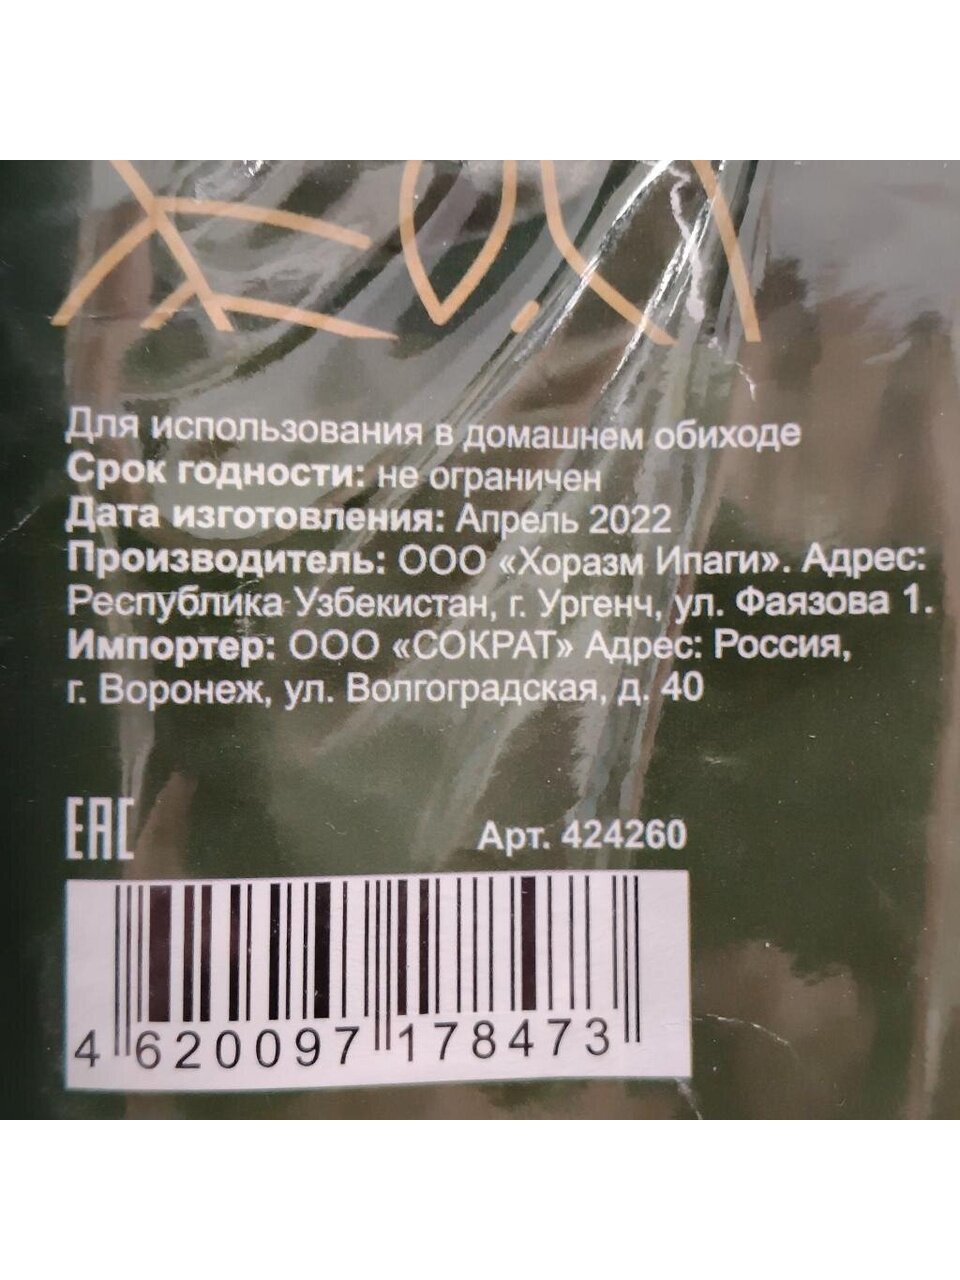 Для использования в домашнем обиходе
Срок годности: не ограничен
Дата изготовления: Апрель 2022
Производитель: ООО «Хоразм Ипаги». Адрес:
Республика Узбекистан, г. Ургенч, ул. Фаязова 1.
Импортер: ООО «СОКРАТ» Адрес: Россия,
г. Воронеж, ул. Волгоградская, д. 40
ЕАС
Арт. 424260
4 620097 178473